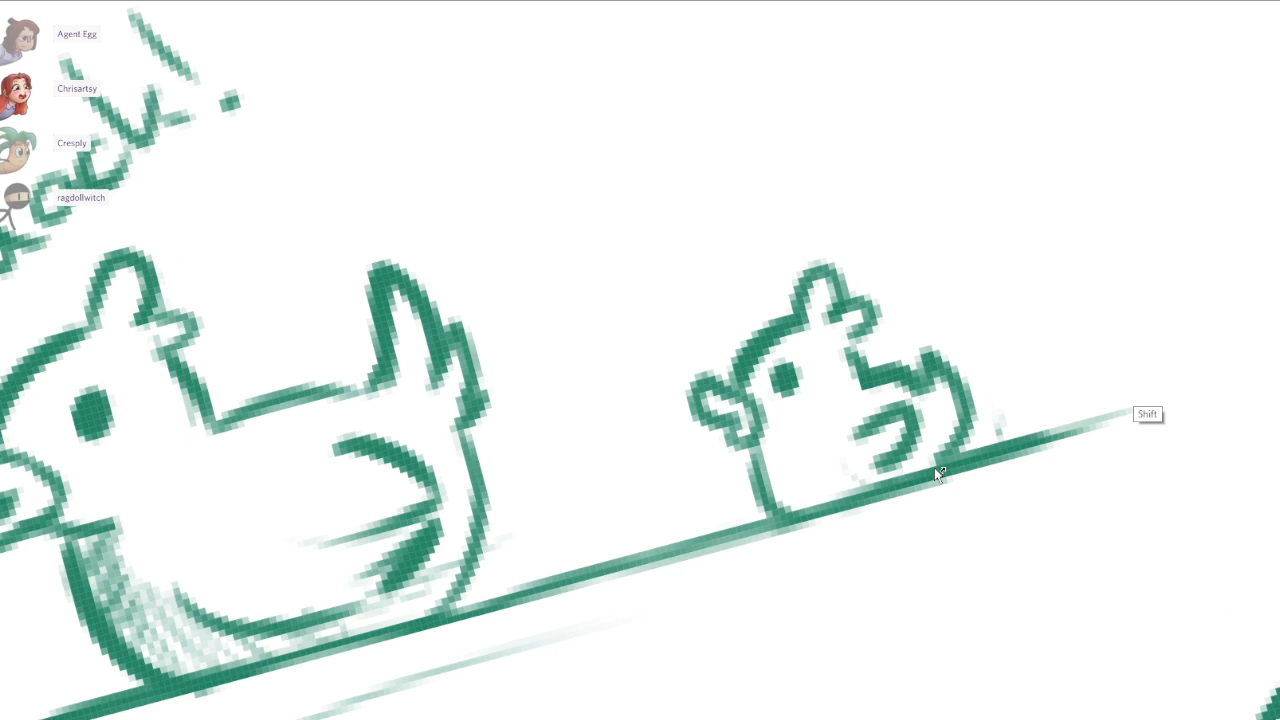 Agent Egg
Chrisartsy
Cresply
ragdollwitch
Shift